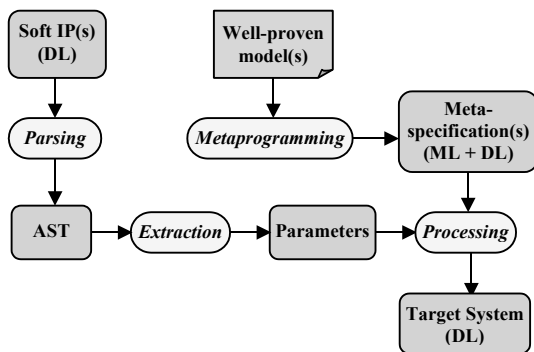 Soft IP(s)
(DL)
Well-proven
model(s)
Parsing
Metaprogramming
Meta-
specification(s)
(ML + DL)
AST
Extraction
Parameters
Processing
Target System
(DL)